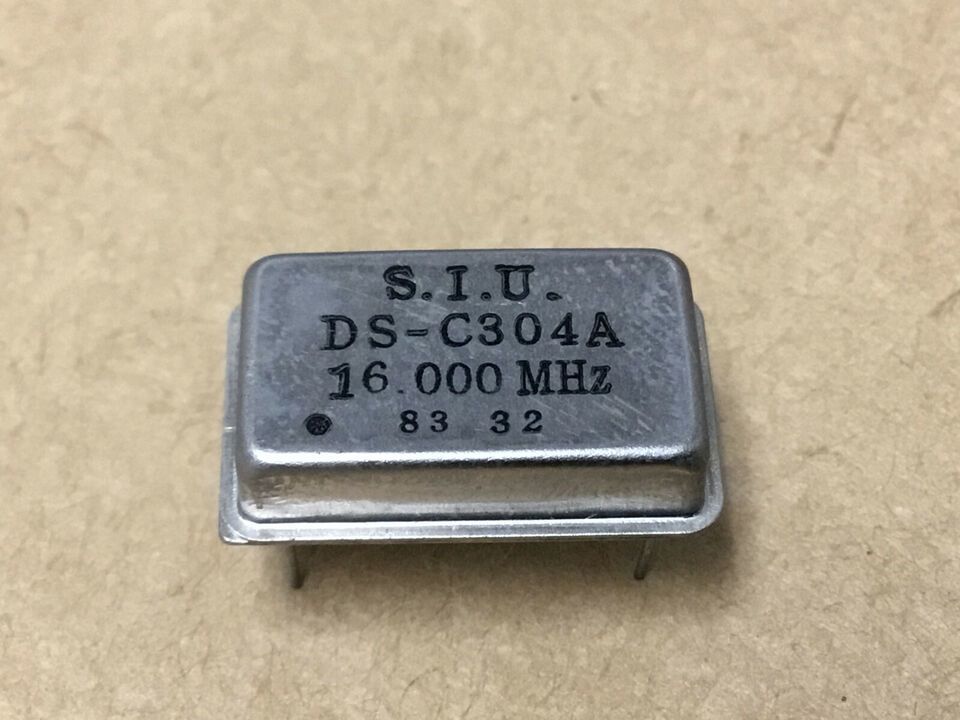 S.I.U.
DS-C304A
16.000 MHz
83 32